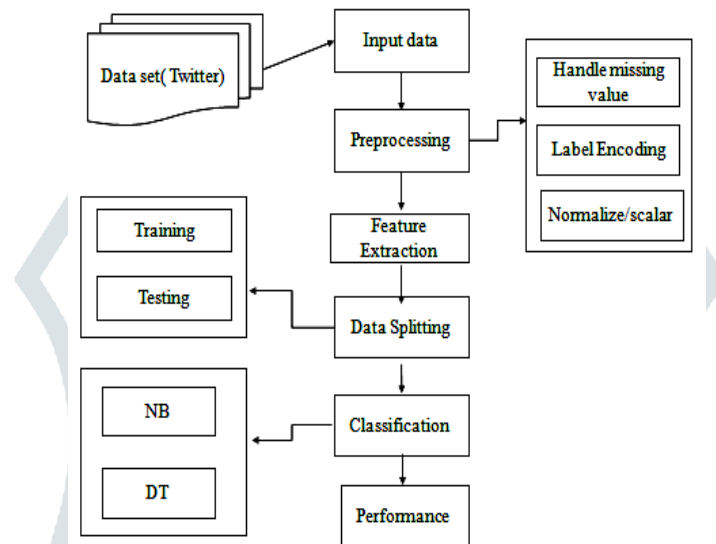 Data set( Twitter)
Input data
Handle missing
value
Preprocessing
Label Encoding
Normalize/scalar
Feature
Extraction
Training
Testing
Data Splitting
NB
DT
Classification
Performance